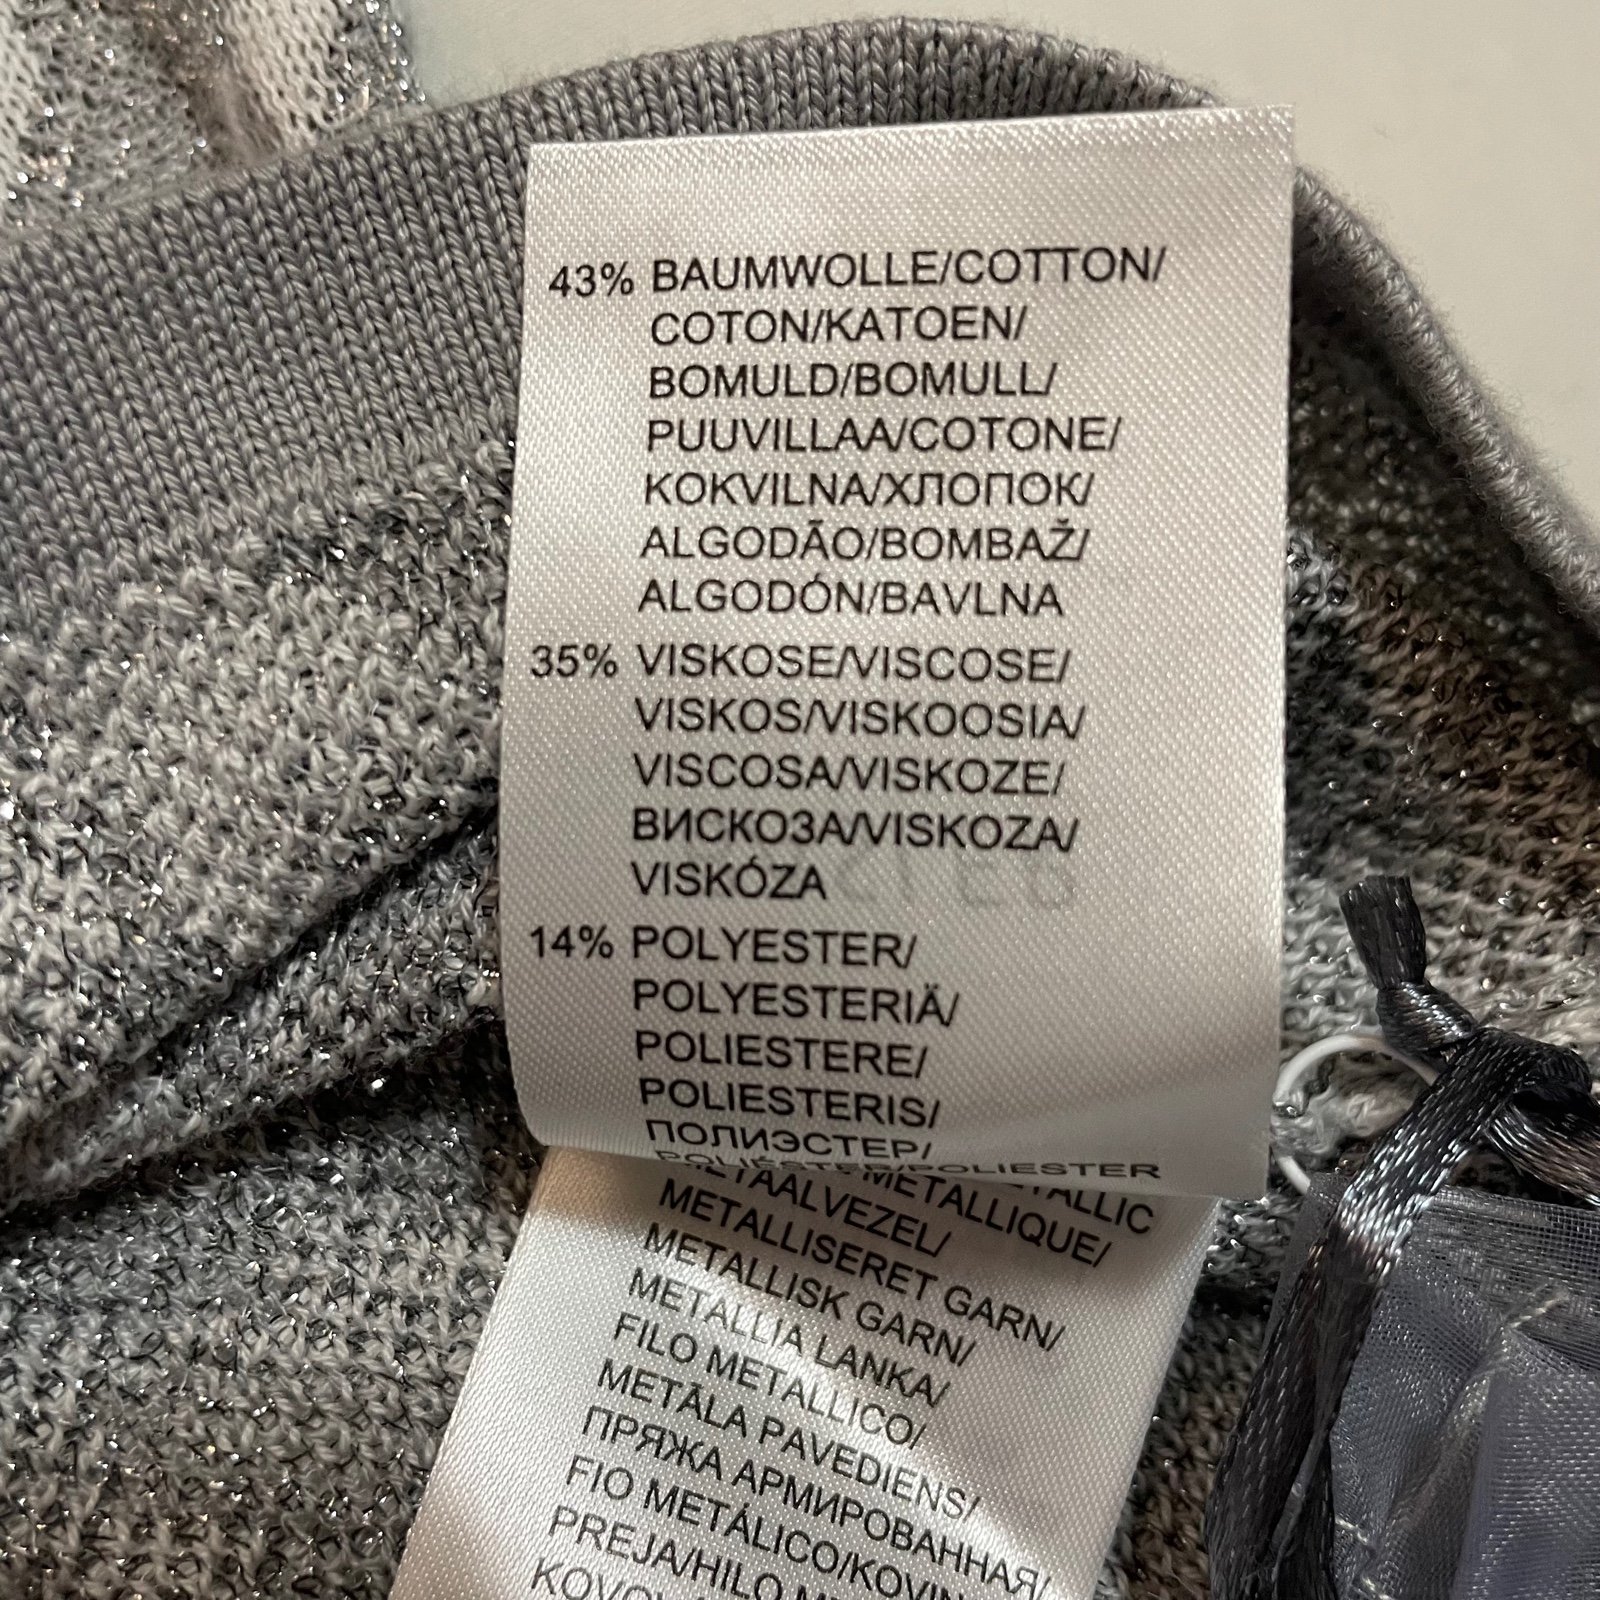 43% BAUMWOLLE/COTTON/
COTON/KATOEN/
BOMULD/BOMULL/
PUUVILLAA/COTONE/
KOKVILNA/ХЛОПОК/
ALGODÃO/BOMBAŽ/
ALGODÓN/BAVLNA
35% VISKOSE/VISCOSE/
VISKOS/VISKOOSIA/
VISCOSA/VISKOZE/
ВИСКОЗА/VISKOZA/
VISKÓZA
14% POLYESTER/
POLYESTERIÄ/
POLIESTERE/
POLIESTERIS/
ПОЛИЭСТЕР/
POLIÉSTER/POLIESTER
METAALVEZEL/
METALLIQUE/
METALLISERET GARN/
METALLISK GARN/
METALLIA LANKA/
FILO METALLICO/
METĀLA PAVEDIENS/
ПРЯЖА АРМИРОВАННАЯ/
FIO METÁLICO/KOVIN
PREJA/HILO